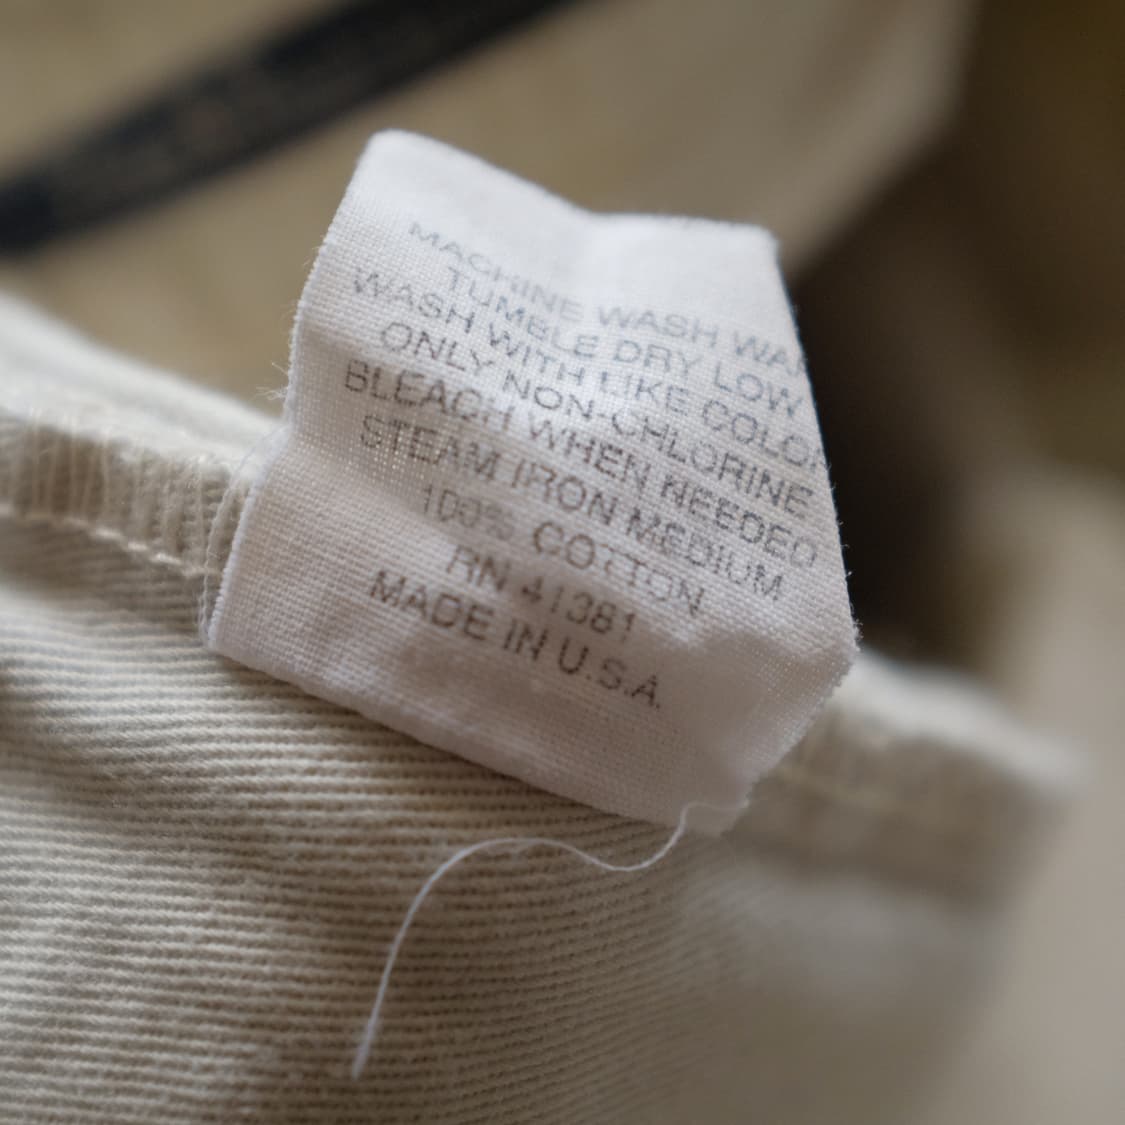 MACHINE WASH WAR
TUMBLE DRY LOW
WASH WITH LIKE COLO
ONLY NON-CHLORINE
BLEACH WHEN NEEDED
STEAM IRON MEDIUM
100% COTTON
RN 41381
MADE IN U.S.A.